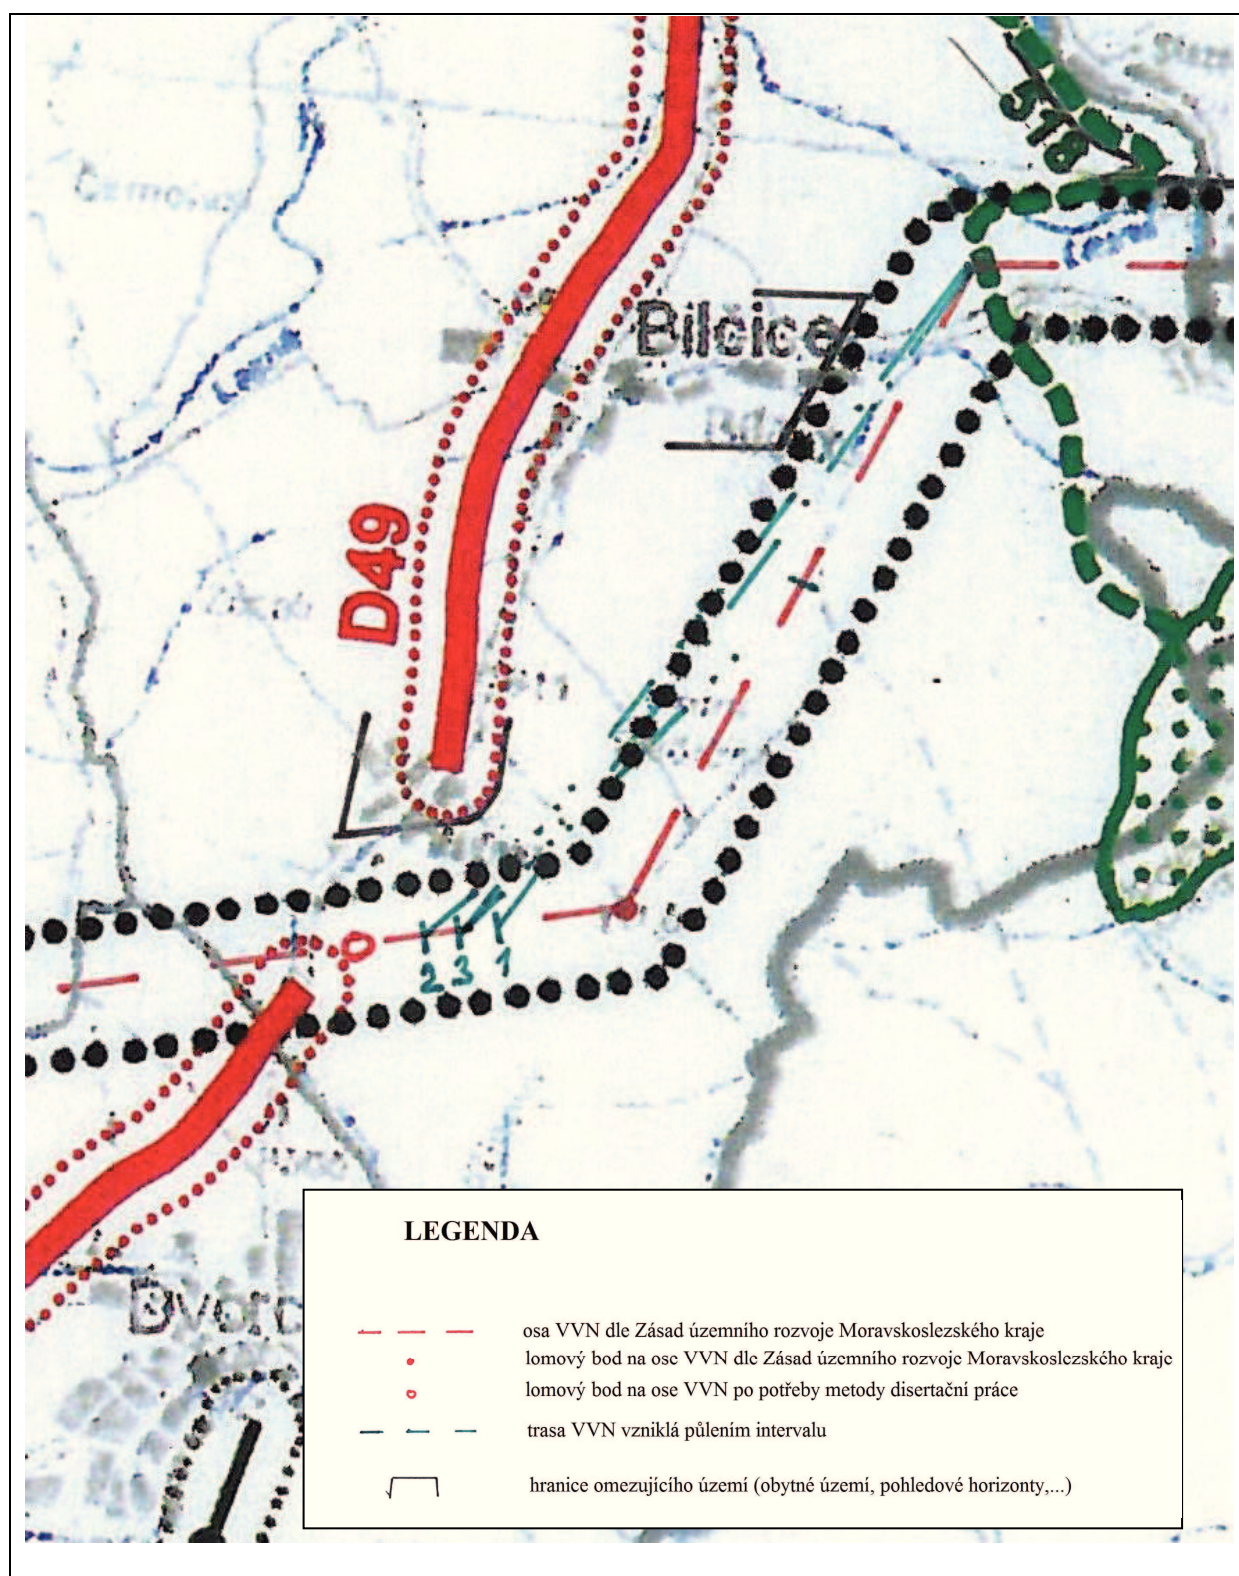 518
Bílčice
D49
2 3 1
LEGENDA
osa VVN dle Zásad územního rozvoje Moravskoslezského kraje
lomový bod na ose VVN dle Zásad územního rozvoje Moravskoslezského kraje
lomový bod na ose VVN po potřeby metody disertační práce
trasa VVN vzniklá půlením intervalu
hranice omezujícího území (obytné území, pohledové horizonty,...)
Dvorc